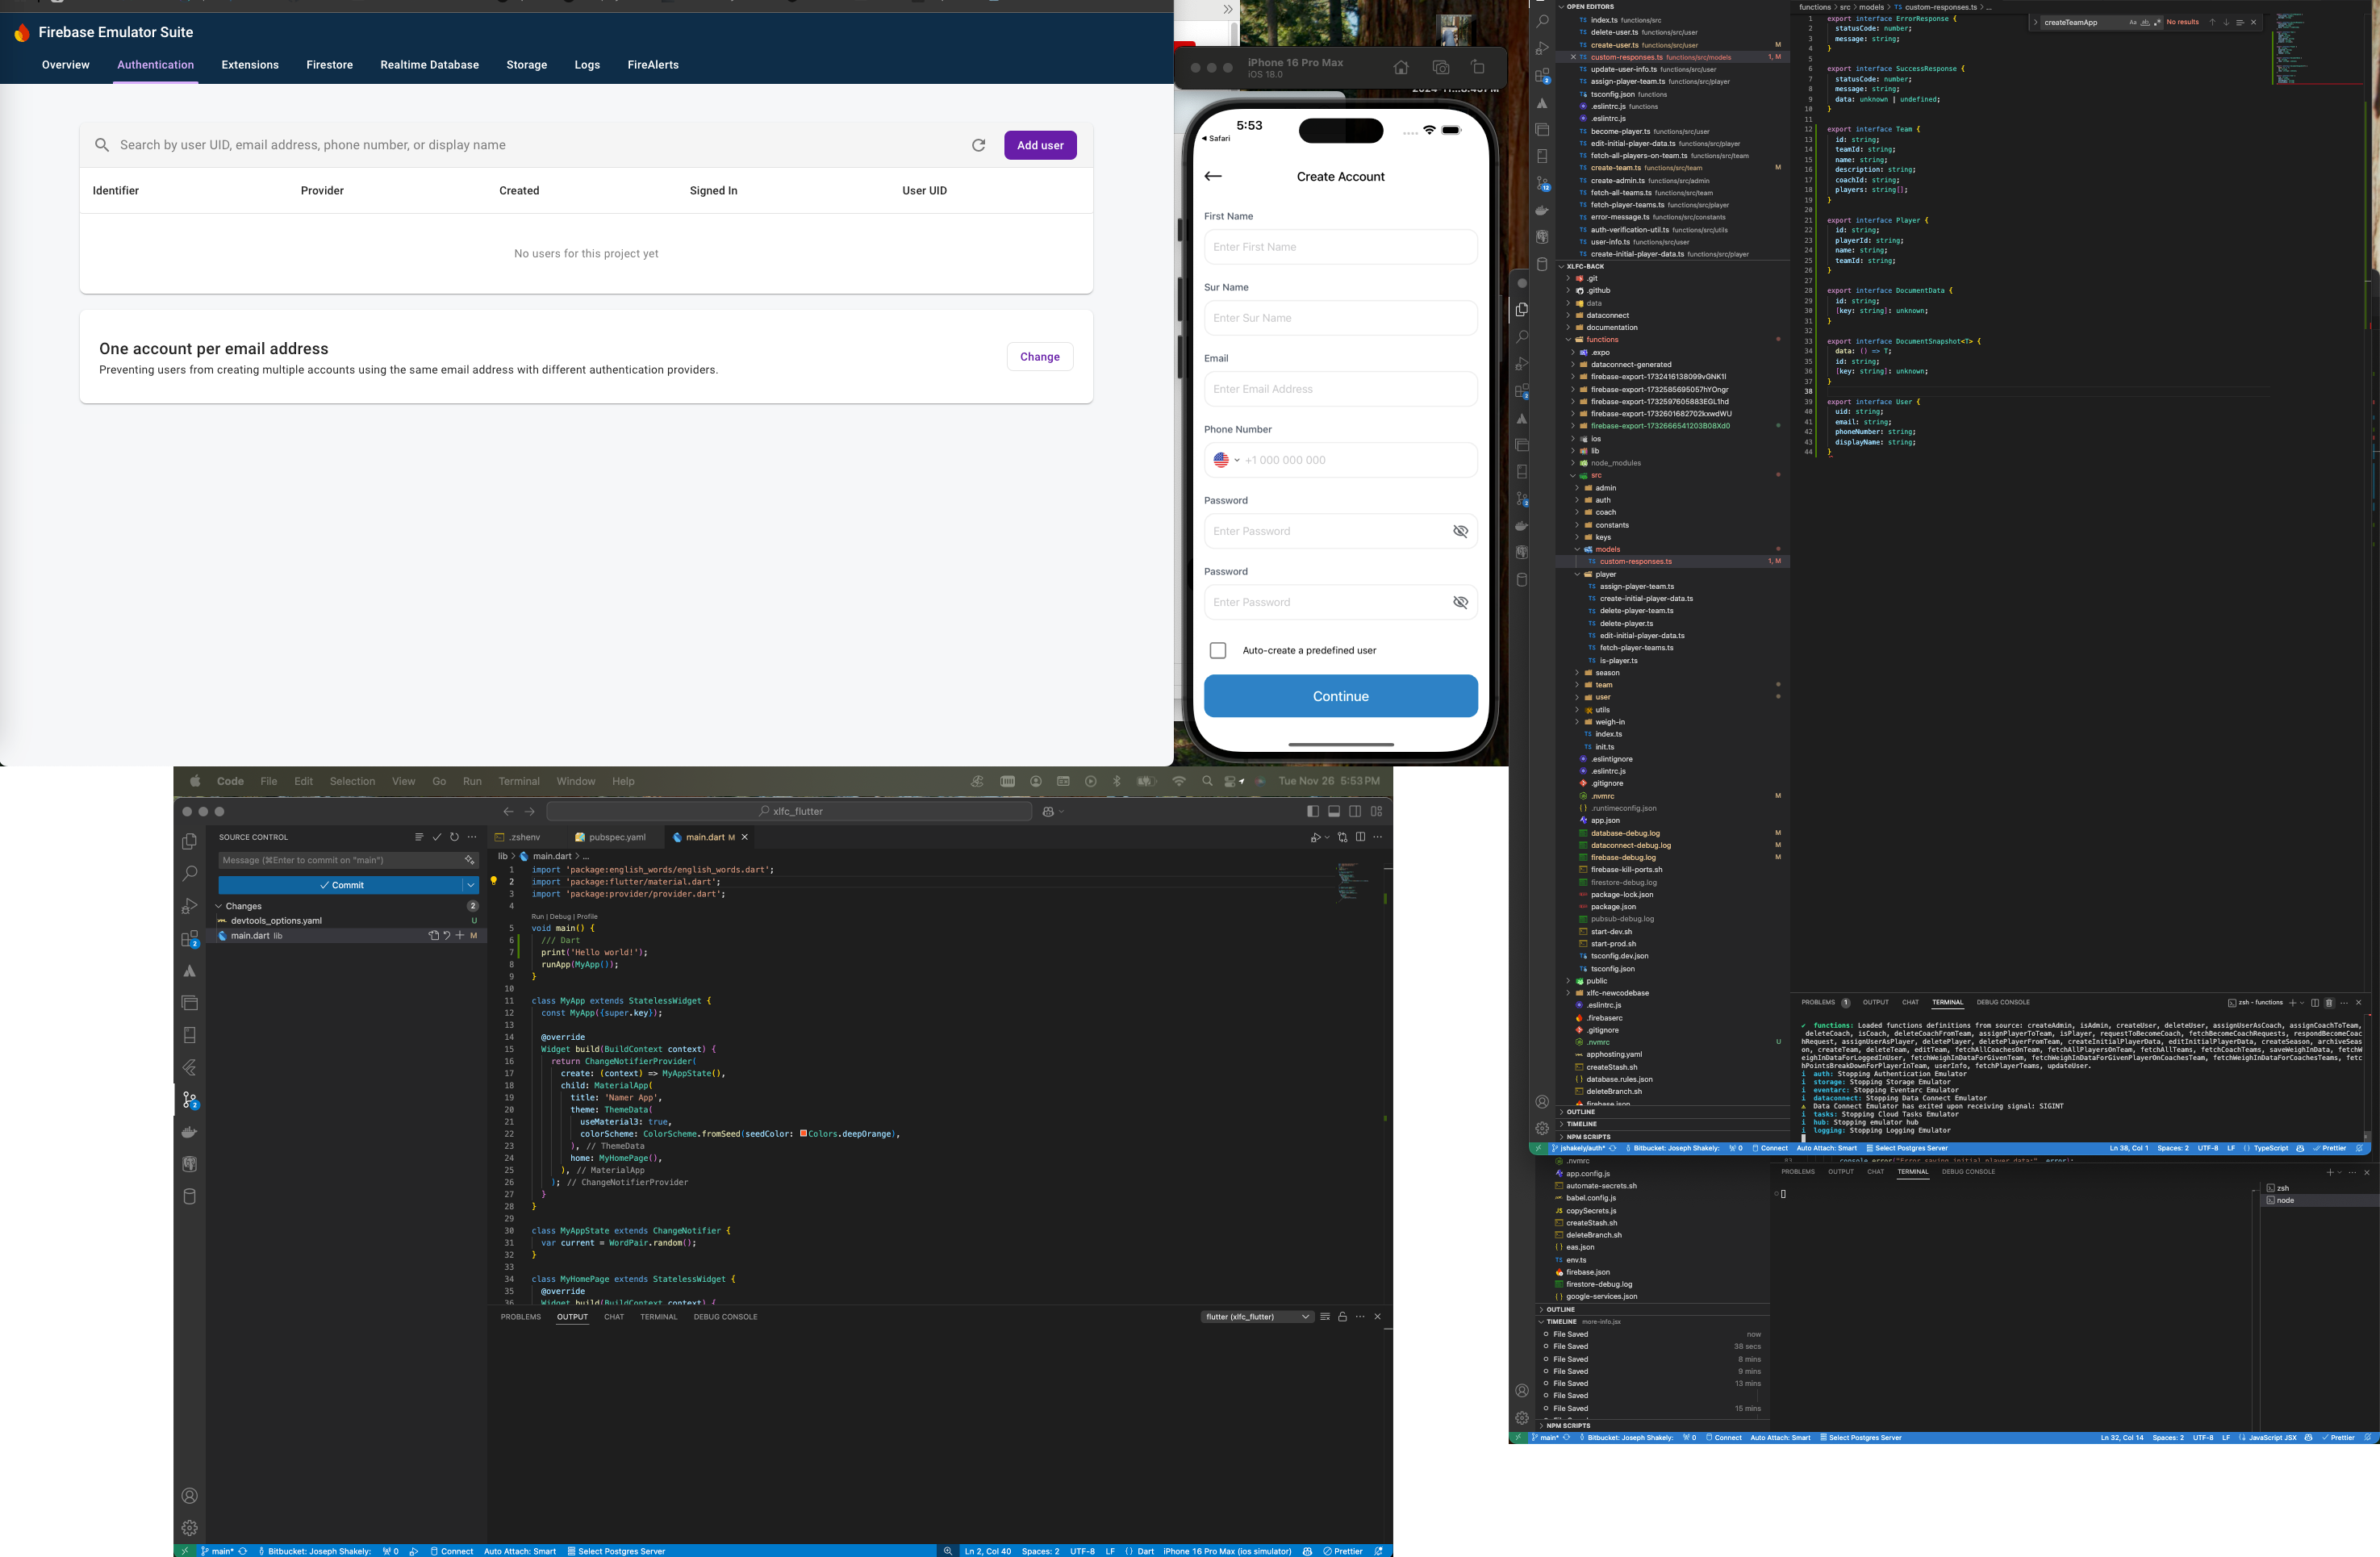 Firebase Emulator Suite
Overview Authentication Extensions Firestore Realtime Database Storage Logs FireAlerts
Search by user UID, email address, phone number, or display name
Add user
Identifier Provider Created Signed In User UID
No users for this project yet
One account per email address
Preventing users from creating multiple accounts using the same email address with different authentication providers.
Change
iPhone 16 Pro Max
iOS 18.0
5:53
Safari
Create Account
First Name
Enter First Name
Sur Name
Enter Sur Name
Email
Enter Email Address
Phone Number
+1 000 000 000
Password
Enter Password
Password
Enter Password
Auto-create a predefined user
Continue
OPEN EDITORS
index.ts functions/src
delete-user.ts functions/src/user
create-user.ts functions/src/user M
custom-responses.ts functions/src/models 1, M
update-user-info.ts functions/src/user
assign-player-team.ts functions/src/player
tsconfig.json functions
.eslintrc.js functions
.eslintrc.js
become-player.ts functions/src/user
edit-initial-player-data.ts functions/src/player
fetch-all-players-on-team.ts functions/src/team
create-team.ts functions/src/team M
create-admin.ts functions/src/admin
fetch-all-teams.ts functions/src/team
fetch-player-teams.ts functions/src/player
error-message.ts functions/src/constants
auth-verification-util.ts functions/src/utils
user-info.ts functions/src/user
create-initial-player-data.ts functions/src/player
XLFC-BACK
.git
.github
data
dataconnect
documentation
functions
.expo
dataconnect-generated
firebase-export-1732416138099vGNK1l
firebase-export-1732585695057hYOngr
firebase-export-1732597605883EGL1hd
firebase-export-1732601682702kxwdWU
firebase-export-1732666541203B08Xd0
ios
lib
node_modules
src
admin
auth
coach
constants
keys
models
custom-responses.ts 1, M
player
assign-player-team.ts
create-initial-player-data.ts
delete-player-team.ts
delete-player.ts
edit-initial-player-data.ts
fetch-player-teams.ts
is-player.ts
season
team
user
utils
weigh-in
index.ts
init.ts
.eslintignore
.eslintrc.js
.gitignore
.nvmrc M
.runtimeconfig.json
app.json
database-debug.log M
dataconnect-debug.log M
firebase-debug.log M
firebase-kill-ports.sh
firestore-debug.log
package-lock.json
package.json
pubsub-debug.log
start-dev.sh
start-prod.sh
tsconfig.dev.json
tsconfig.json
public
xlfc-newcodebase
.eslintrc.js
.firebaserc
.gitignore
.nvmrc U
apphosting.yaml
createStash.sh
database.rules.json
deleteBranch.sh
firebase.json
OUTLINE
TIMELINE
NPM SCRIPTS
functions > src > models > TS custom-responses.ts > ...
createTeamApp Aa ab No results
1 export interface ErrorResponse {
2 statusCode: number;
3 message: string;
4 }
5
6 export interface SuccessResponse {
7 statusCode: number;
8 message: string;
9 data: unknown | undefined;
10 }
11
12 export interface Team {
13 id: string;
14 teamId: string;
15 name: string;
16 description: string;
17 coachId: string;
18 players: string[];
19 }
20
21 export interface Player {
22 id: string;
23 playerId: string;
24 name: string;
25 teamId: string;
26 }
27
28 export interface DocumentData {
29 id: string;
30 [key: string]: unknown;
31 }
32
33 export interface DocumentSnapshot<T> {
34 data: () => T;
35 id: string;
36 [key: string]: unknown;
37 }
38
39 export interface User {
40 uid: string;
41 email: string;
42 phoneNumber: string;
43 displayName: string;
44 }
PROBLEMS 1 OUTPUT CHAT TERMINAL DEBUG CONSOLE zsh - functions
✔ functions: Loaded functions definitions from source: createAdmin, isAdmin, createUser, deleteUser, assignUserAsCoach, assignCoachToTeam,
deleteCoach, isCoach, deleteCoachFromTeam, assignPlayerToTeam, isPlayer, requestToBecomeCoach, fetchBecomeCoachRequests, respondBecomeCoac
hRequest, assignUserAsPlayer, deletePlayer, deletePlayerFromTeam, createInitialPlayerData, editInitialPlayerData, createSeason, archiveSeas
on, createTeam, deleteTeam, editTeam, fetchAllCoachesOnTeam, fetchAllPlayersOnTeam, fetchAllTeams, fetchCoachTeams, saveWeighInData, fetchW
eighInDataForLoggedInUser, fetchWeighInDataForGivenTeam, fetchWeighInDataForGivenPlayerOnCoachesTeam, fetchWeighInDataForCoachesTeams, fetc
hPointsBreakDownForPlayerInTeam, userInfo, fetchPlayerTeams, updateUser.
i auth: Stopping Authentication Emulator
i storage: Stopping Storage Emulator
i eventarc: Stopping Eventarc Emulator
i dataconnect: Stopping Data Connect Emulator
⚠ Data Connect Emulator has exited upon receiving signal: SIGINT
i tasks: Stopping Cloud Tasks Emulator
i hub: Stopping emulator hub
i logging: Stopping Logging Emulator
jshakely/auth* Bitbucket: Joseph Shakely: 0 Connect Auto Attach: Smart Select Postgres Server Ln 38, Col 1 Spaces: 2 UTF-8 LF TypeScript Prettier
.nvmrc
app.config.js
automate-secrets.sh
babel.config.js
copySecrets.js
createStash.sh
deleteBranch.sh
eas.json
env.ts
firebase.json
firestore-debug.log
google-services.json
OUTLINE
TIMELINE more-info.jsx
File Saved now
File Saved 38 secs
File Saved 8 mins
File Saved 9 mins
File Saved 13 mins
File Saved
File Saved 15 mins
NPM SCRIPTS
PROBLEMS OUTPUT CHAT TERMINAL DEBUG CONSOLE
zsh
node
main* Bitbucket: Joseph Shakely: 0 Connect Auto Attach: Smart Select Postgres Server Ln 32, Col 14 Spaces: 2 UTF-8 LF JavaScript JSX Prettier
Code File Edit Selection View Go Run Terminal Window Help Tue Nov 26 5:53 PM
xlfc_flutter
SOURCE CONTROL
Message (⌘Enter to commit on "main")
Commit
Changes 2
devtools_options.yaml U
main.dart lib M
.zshenv pubspec.yaml main.dart M
lib > main.dart > ...
1 import 'package:english_words/english_words.dart';
2 import 'package:flutter/material.dart';
3 import 'package:provider/provider.dart';
4
Run | Debug | Profile
5 void main() {
6 /// Dart
7 print('Hello world!');
8 runApp(MyApp());
9 }
10
11 class MyApp extends StatelessWidget {
12 const MyApp({super.key});
13
14 @override
15 Widget build(BuildContext context) {
16 return ChangeNotifierProvider(
17 create: (context) => MyAppState(),
18 child: MaterialApp(
19 title: 'Namer App',
20 theme: ThemeData(
21 useMaterial3: true,
22 colorScheme: ColorScheme.fromSeed(seedColor: Colors.deepOrange),
23 ), // ThemeData
24 home: MyHomePage(),
25 ), // MaterialApp
26 ); // ChangeNotifierProvider
27 }
28 }
29
30 class MyAppState extends ChangeNotifier {
31 var current = WordPair.random();
32 }
33
34 class MyHomePage extends StatelessWidget {
35 @override
36 Widget build(BuildContext context) {
PROBLEMS OUTPUT CHAT TERMINAL DEBUG CONSOLE flutter (xlfc_flutter)
main* Bitbucket: Joseph Shakely: 0 Connect Auto Attach: Smart Select Postgres Server Ln 2, Col 40 Spaces: 2 UTF-8 LF Dart iPhone 16 Pro Max (ios simulator) Prettier